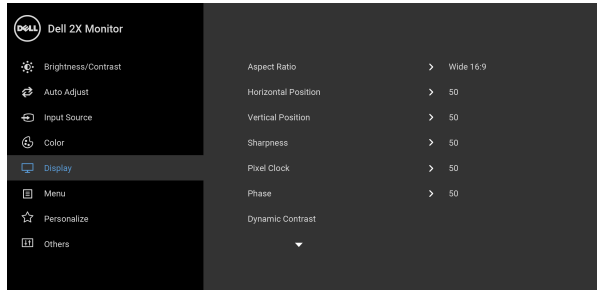 DELL Dell 2X Monitor
Brightness/Contrast
Auto Adjust
Input Source
Color
Display
Menu
Personalize
Others
Aspect Ratio Wide 16:9
Horizontal Position 50
Vertical Position 50
Sharpness 50
Pixel Clock 50
Phase 50
Dynamic Contrast